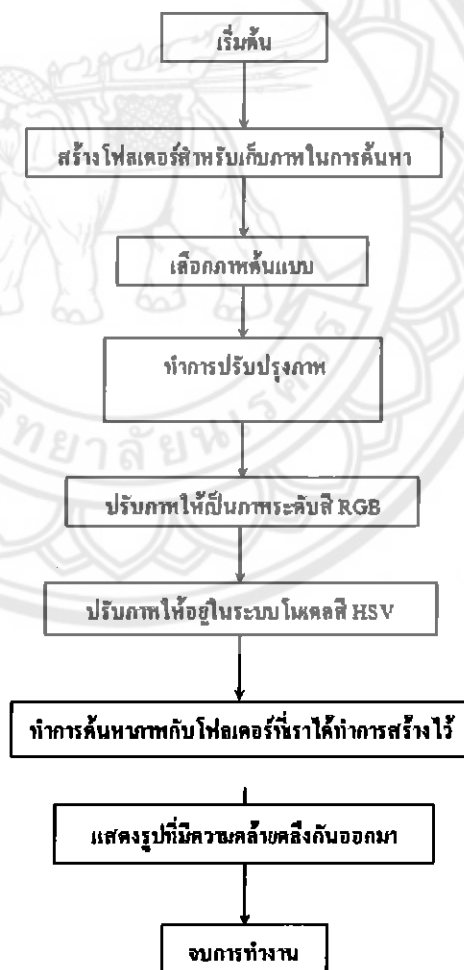 เริ่มต้น
สร้างโฟลเดอร์สำหรับเก็บภาพในการค้นหา
เลือกภาพต้นแบบ
ทำการปรับปรุงภาพ
ปรับภาพให้เป็นภาพระดับสี RGB
ปรับภาพให้อยู่ในระบบโมเดลสี HSV
ทำการค้นหาภาพกับโฟลเดอร์ที่เราได้ทำการสร้างไว้
แสดงรูปที่มีความคล้ายคลึงกันออกมา
จบการทำงาน